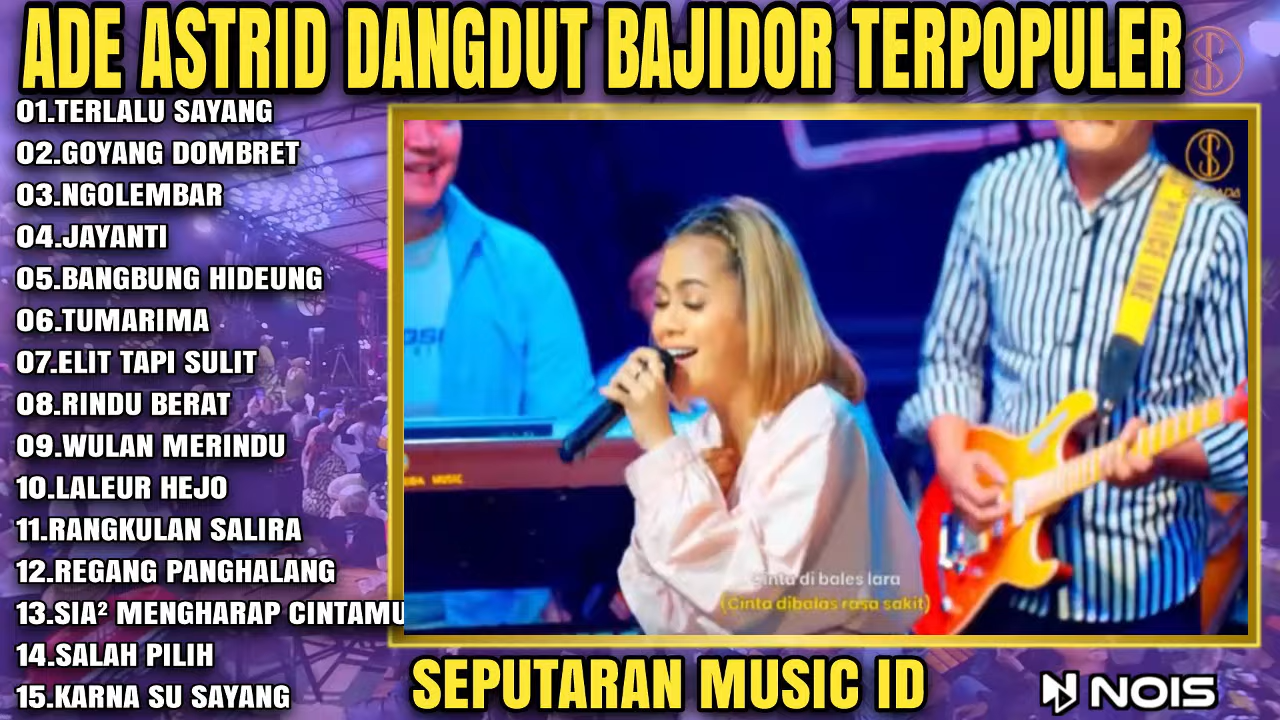 ADE ASTRID DANGDUT BAJIDOR TERPOPULER
01.TERLALU SAYANG
02.GOYANG DOMBRET
03.NGOLEMBAR
04.JAYANTI
05.BANGBUNG HIDEUNG
06.TUMARIMA
07.ELIT TAPI SULIT
08.RINDU BERAT
09.WULAN MERINDU
10.LALEUR HEJO
11.RANGKULAN SALIRA
12.REGANG PANGHALANG
13.SIA² MENGHARAP CINTAMU
14.SALAH PILIH
15.KARNA SU SAYANG
POLICE LINE
MUSIC
Cinta di bales lara
(Cinta dibalas rasa sakit)
SEPUTARAN MUSIC ID
NOIS